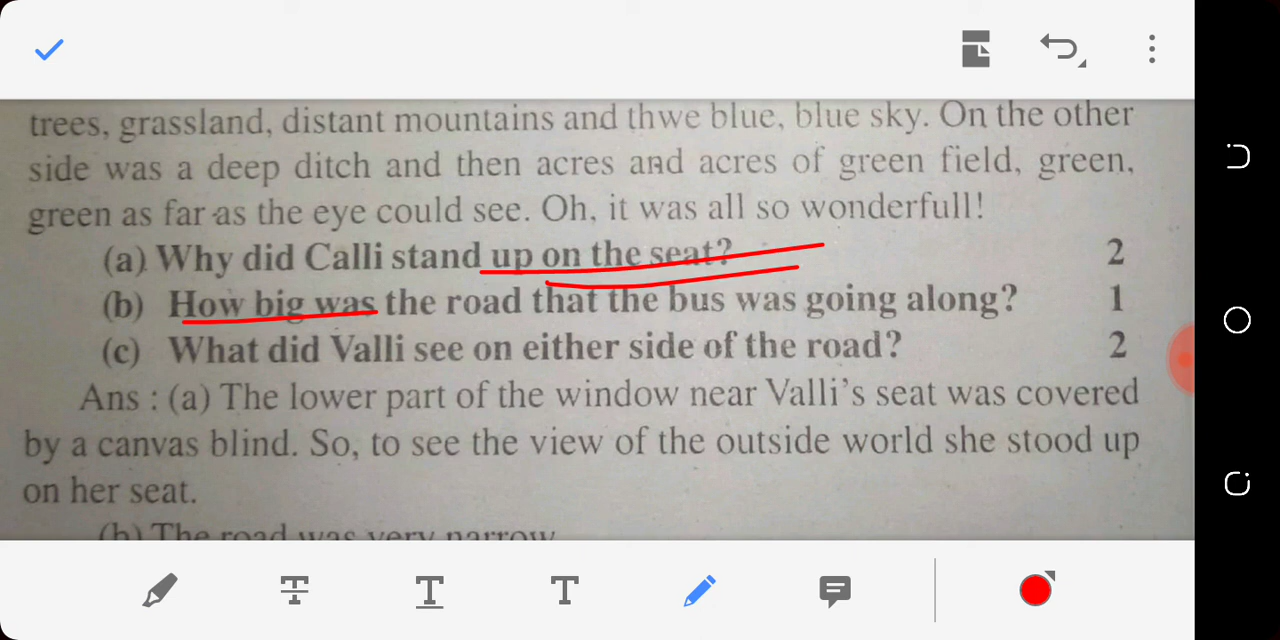 trees, grassland, distant mountains and thwe blue, blue sky. On the other
side was a deep ditch and then acres and acres of green field, green,
green as far as the eye could see. Oh, it was all so wonderfull!
(a) Why did Calli stand up on the seat? 2
(b) How big was the road that the bus was going along? 1
(c) What did Valli see on either side of the road? 2
Ans : (a) The lower part of the window near Valli's seat was covered
by a canvas blind. So, to see the view of the outside world she stood up
on her seat.
(b) The road was very narrow